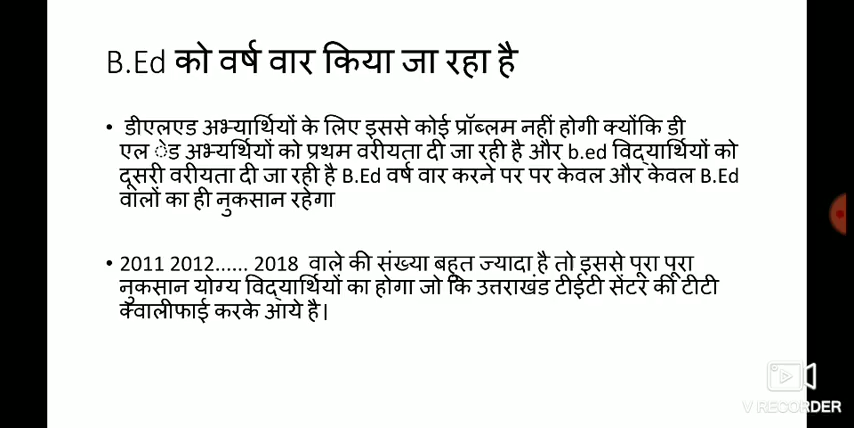 B.Ed को वर्ष वार किया जा रहा है
• डीएलएड अभ्यार्थियों के लिए इससे कोई प्रॉब्लम नहीं होगी क्योंकि डी
एल ेड अभ्यर्थियों को प्रथम वरीयता दी जा रही है और b.ed विद्यार्थियों को
दूसरी वरीयता दी जा रही है B.Ed वर्ष वार करने पर पर केवल और केवल B.Ed
वालों का ही नुकसान रहेगा
• 2011 2012...... 2018 वाले की संख्या बहुत ज्यादा है तो इससे पूरा पूरा
नुकसान योग्य विद्यार्थियों का होगा जो कि उत्तराखंड टीईटी सेंटर की टीटी
क्वालीफाई करके आये है।
V RECORDER